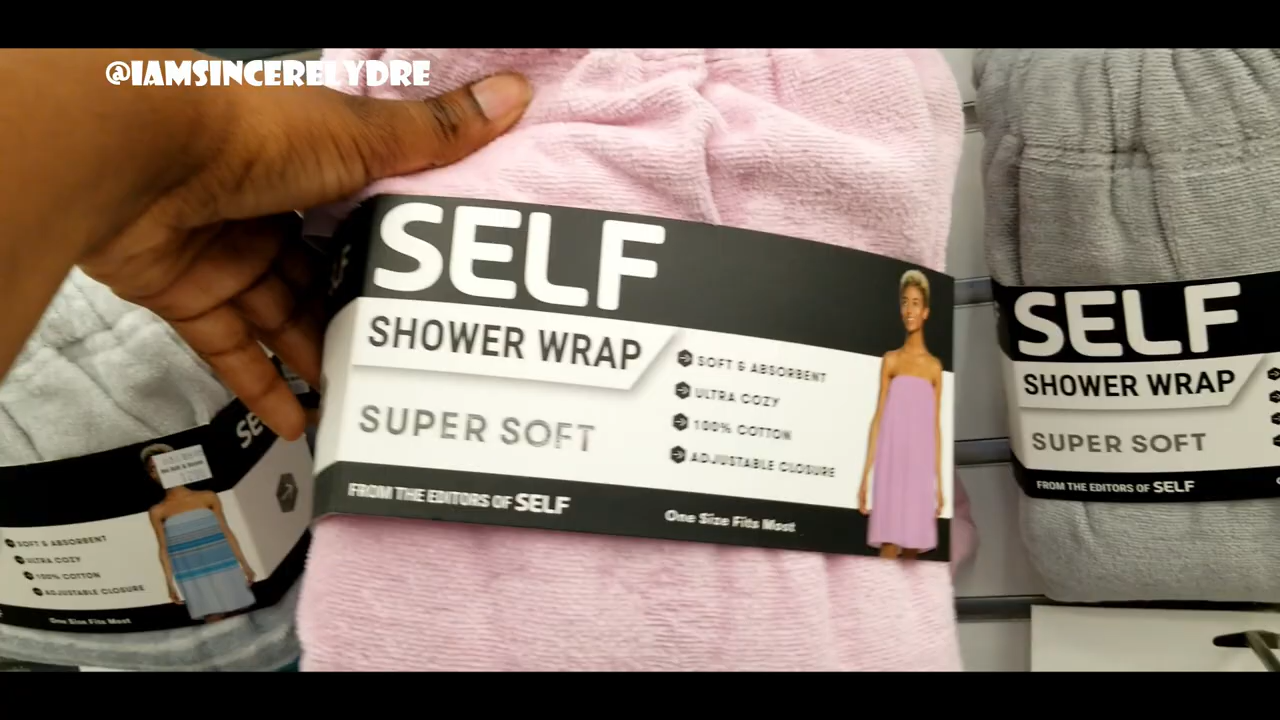 @IAMSINCERELYDRE
SELF
SHOWER WRAP
SUPER SOFT
SOFT & ABSORBENT
ULTRA COZY
100% COTTON
ADJUSTABLE CLOSURE
FROM THE EDITORS OF SELF
One Size Fits Most
SELF
SHOWER WRAP
SUPER SOFT
FROM THE EDITORS OF SELF
SE
SOFT & ABSORBENT
ULTRA COZY
100% COTTON
ADJUSTABLE CLOSURE
One Size Fits Most